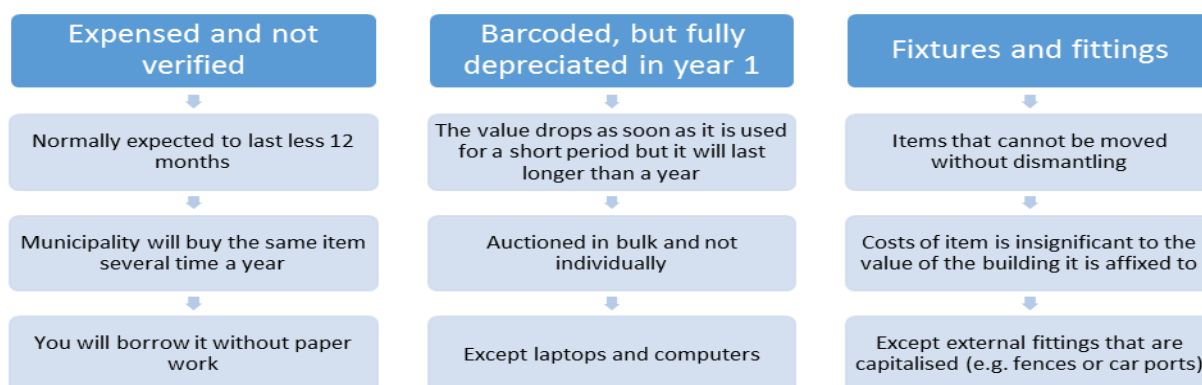 Expensed and not
verified
Normally expected to last less 12
months
Municipality will buy the same item
several time a year
You will borrow it without paper
work
Barcoded, but fully
depreciated in year 1
The value drops as soon as it is used
for a short period but it will last
longer than a year
Auctioned in bulk and not
individually
Except laptops and computers
Fixtures and fittings
Items that cannot be moved
without dismantling
Costs of item is insignificant to the
value of the building it is affixed to
Except external fittings that are
capitalised (e.g. fences or car ports)